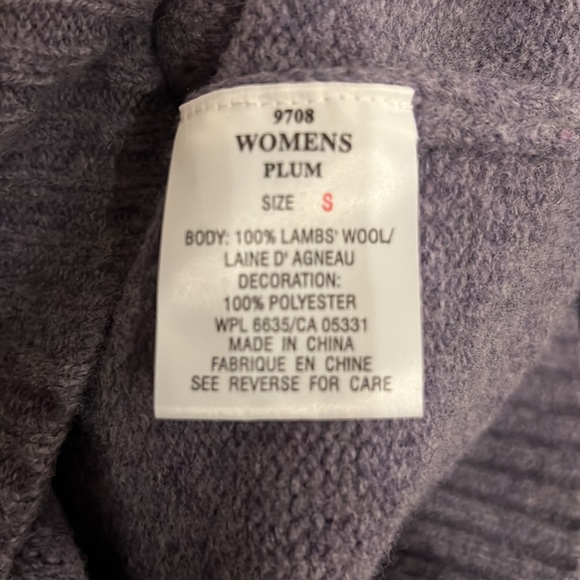 9708
WOMENS
PLUM
SIZE S
BODY: 100% LAMBS' WOOL/
LAINE D' AGNEAU
DECORATION:
100% POLYESTER
WPL 6635/CA 05331
MADE IN CHINA
FABRIQUE EN CHINE
SEE REVERSE FOR CARE